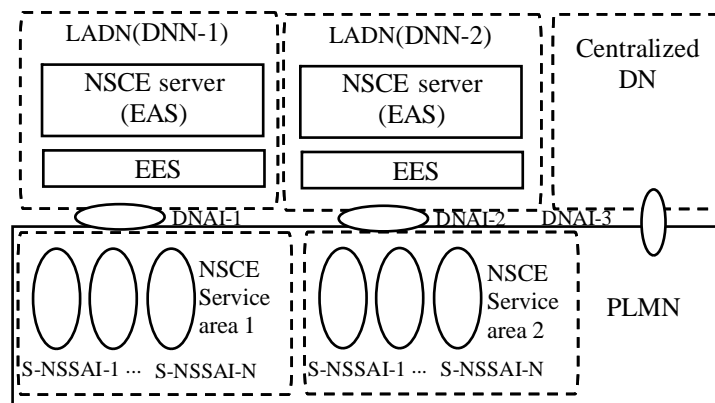 LADN(DNN-1)
NSCE server
(EAS)
EES
LADN(DNN-2)
NSCE server
(EAS)
EES
Centralized
DN
DNAI-1
DNAI-2
DNAI-3
NSCE
Service
area 1
S-NSSAI-1 ... S-NSSAI-N
NSCE
Service
area 2
S-NSSAI-1 ... S-NSSAI-N
PLMN